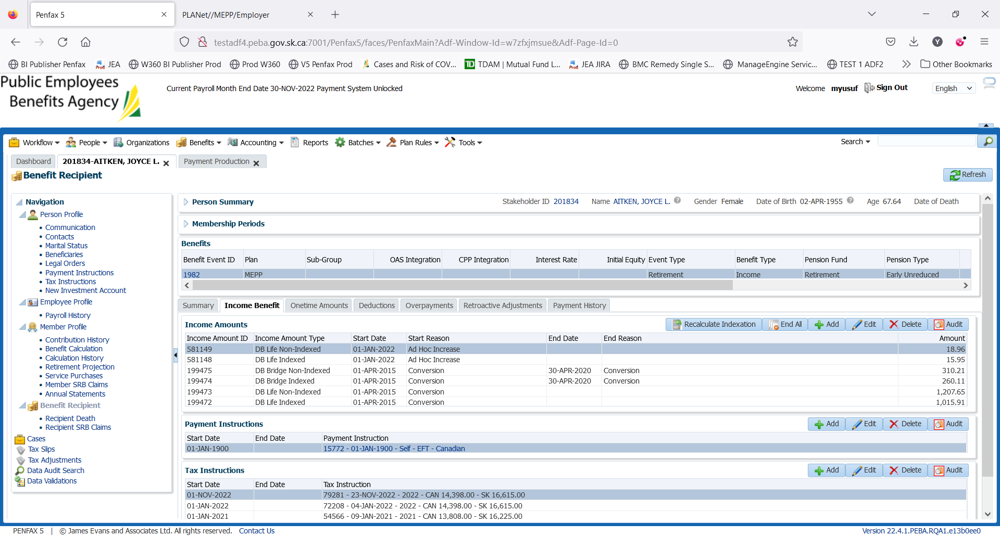 Penfax 5
PLANet//MEPP/Employer
testadf4.peba.gov.sk.ca:7001/Penfax5/faces/PenfaxMain?Adf-Window-Id=w7zfxjmsue&Adf-Page-Id=0
BI Publisher Penfax JEA W360 BI Publisher Prod Prod W360 V5 Penfax Prod Cases and Risk of COV... TDAM | Mutual Fund L... JEA JIRA BMC Remedy Single S... ManageEngine Servic... TEST 1 ADF2 Other Bookmarks
Public Employees
Benefits Agency
Current Payroll Month End Date 30-NOV-2022 Payment System Unlocked
Welcome myusuf Sign Out English
Workflow People Organizations Benefits Accounting Reports Batches Plan Rules Tools Search
Dashboard 201834-AITKEN, JOYCE L. Payment Production
Benefit Recipient
Refresh
Navigation
Person Profile
Communication
Contacts
Marital Status
Beneficiaries
Legal Orders
Payment Instructions
Tax Instructions
New Investment Account
Employee Profile
Payroll History
Member Profile
Contribution History
Benefit Calculation
Calculation History
Retirement Projection
Service Purchases
Member SRB Claims
Annual Statements
Benefit Recipient
Recipient Death
Recipient SRB Claims
Cases
Tax Slips
Tax Adjustments
Data Audit Search
Data Validations
Person Summary Stakeholder ID 201834 Name AITKEN, JOYCE L. Gender Female Date of Birth 02-APR-1955 Age 67.64 Date of Death
Membership Periods
Benefits
Benefit Event ID Plan Sub-Group OAS Integration CPP Integration Interest Rate Initial Equity Event Type Benefit Type Pension Fund Pension Type
1982 MEPP Retirement Income Retirement Early Unreduced
Summary Income Benefit Onetime Amounts Deductions Overpayments Retroactive Adjustments Payment History
Income Amounts Recalculate Indexation End All Add Edit Delete Audit
Income Amount ID Income Amount Type Start Date Start Reason End Date End Reason Amount
581149 DB Life Non-Indexed 01-JAN-2022 Ad Hoc Increase 18.96
581148 DB Life Indexed 01-JAN-2022 Ad Hoc Increase 15.95
199475 DB Bridge Non-Indexed 01-APR-2015 Conversion 30-APR-2020 Conversion 310.21
199474 DB Bridge Indexed 01-APR-2015 Conversion 30-APR-2020 Conversion 260.11
199473 DB Life Non-Indexed 01-APR-2015 Conversion 1,207.65
199472 DB Life Indexed 01-APR-2015 Conversion 1,015.91
Payment Instructions Add Edit Delete Audit
Start Date End Date Payment Instruction
01-JAN-1900 15772 - 01-JAN-1900 - Self - EFT - Canadian
Tax Instructions Add Edit Delete Audit
Start Date End Date Tax Instruction
01-NOV-2022 79281 - 23-NOV-2022 - 2022 - CAN 14,398.00 - SK 16,615.00
01-JAN-2022 72208 - 04-JAN-2022 - 2022 - CAN 14,398.00 - SK 16,615.00
01-JAN-2021 54566 - 09-JAN-2021 - 2021 - CAN 13,808.00 - SK 16,225.00
PENFAX 5 | © James Evans and Associates Ltd. All rights reserved. Contact Us
Version 22.4.1.PEBA.RQA1.e13b0ee0